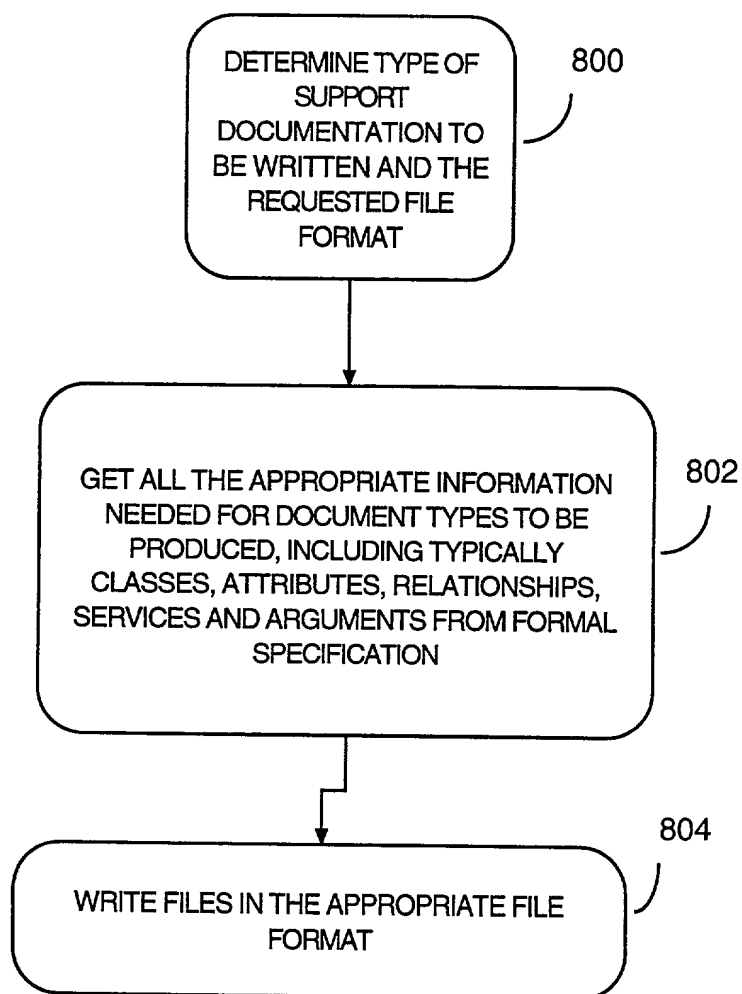 DETERMINE TYPE OF
SUPPORT
DOCUMENTATION TO
BE WRITTEN AND THE
REQUESTED FILE
FORMAT
800
GET ALL THE APPROPRIATE INFORMATION
NEEDED FOR DOCUMENT TYPES TO BE
PRODUCED, INCLUDING TYPICALLY
CLASSES, ATTRIBUTES, RELATIONSHIPS,
SERVICES AND ARGUMENTS FROM FORMAL
SPECIFICATION
802
WRITE FILES IN THE APPROPRIATE FILE
FORMAT
804